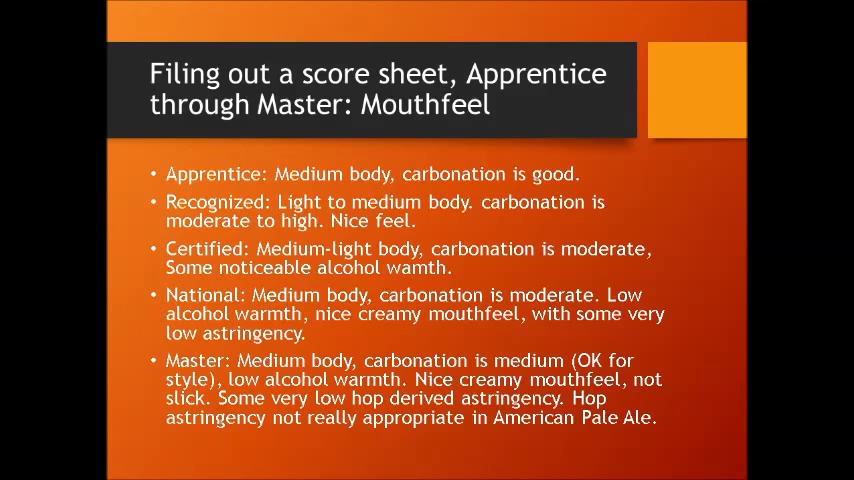 Filing out a score sheet, Apprentice
through Master: Mouthfeel
• Apprentice: Medium body, carbonation is good.
• Recognized: Light to medium body. carbonation is
moderate to high. Nice feel.
• Certified: Medium-light body, carbonation is moderate,
Some noticeable alcohol wamth.
• National: Medium body, carbonation is moderate. Low
alcohol warmth, nice creamy mouthfeel, with some very
low astringency.
• Master: Medium body, carbonation is medium (OK for
style), low alcohol warmth. Nice creamy mouthfeel, not
slick. Some very low hop derived astringency. Hop
astringency not really appropriate in American Pale Ale.